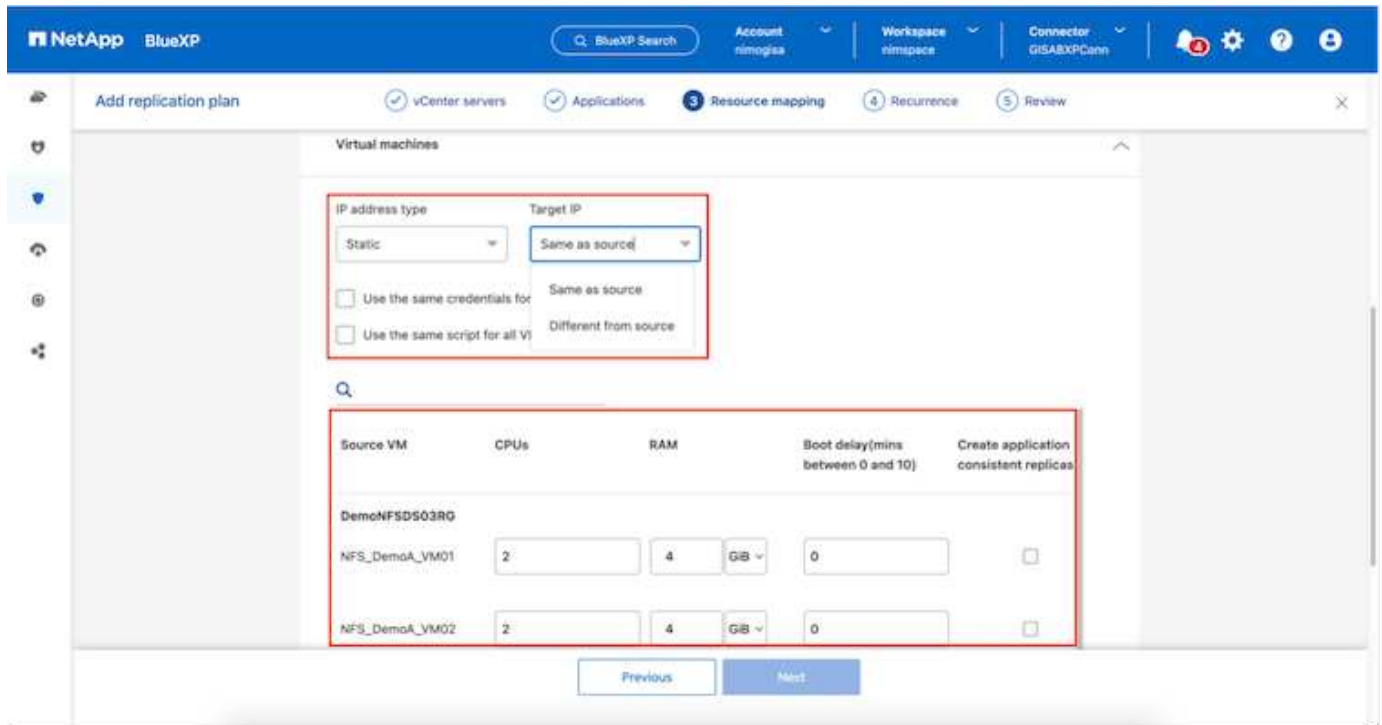 NetApp BlueXP
BlueXP Search
Account
nimogisa
Workspace
nimspace
Connector
GISABXPConn
4
Add replication plan
vCenter servers
Applications
3 Resource mapping
4 Recurrence
5 Review
Virtual machines
IP address type
Target IP
Static
Same as source
Use the same credentials for
Same as source
Use the same script for all
Different from source
Source VM
CPUs
RAM
Boot delay(mins between 0 and 10)
Create application consistent replicas
DemoNFSDS03RG
NFS_DemoA_VM01 2 4 GiB 0
NFS_DemoA_VM02 2 4 GiB 0
Previous
Next